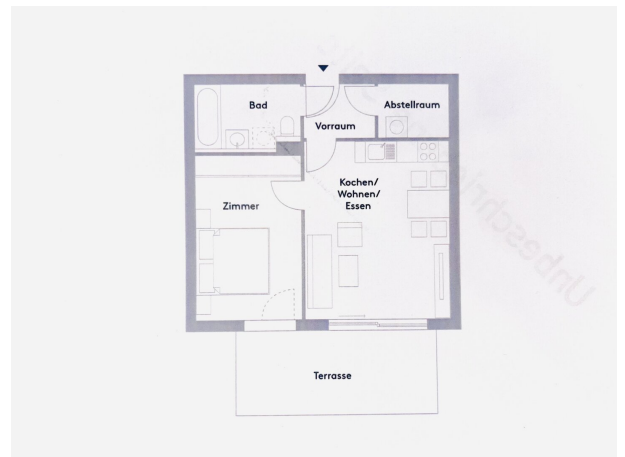 Bad
Abstellraum
Vorraum
Kochen/
Wohnen/
Essen
Zimmer
Terrasse